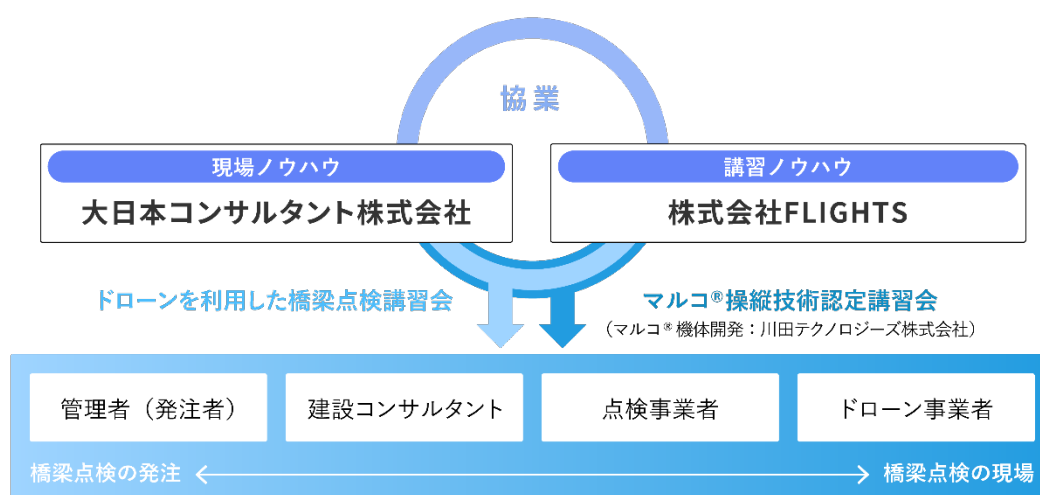 協業
現場ノウハウ
大日本コンサルタント株式会社
講習ノウハウ
株式会社FLIGHTS
ドローンを利用した橋梁点検講習会
マルコ®操縦技術認定講習会
（マルコ®機体開発：川田テクノロジーズ株式会社）
管理者（発注者）
建設コンサルタント
点検事業者
ドローン事業者
橋梁点検の発注
橋梁点検の現場